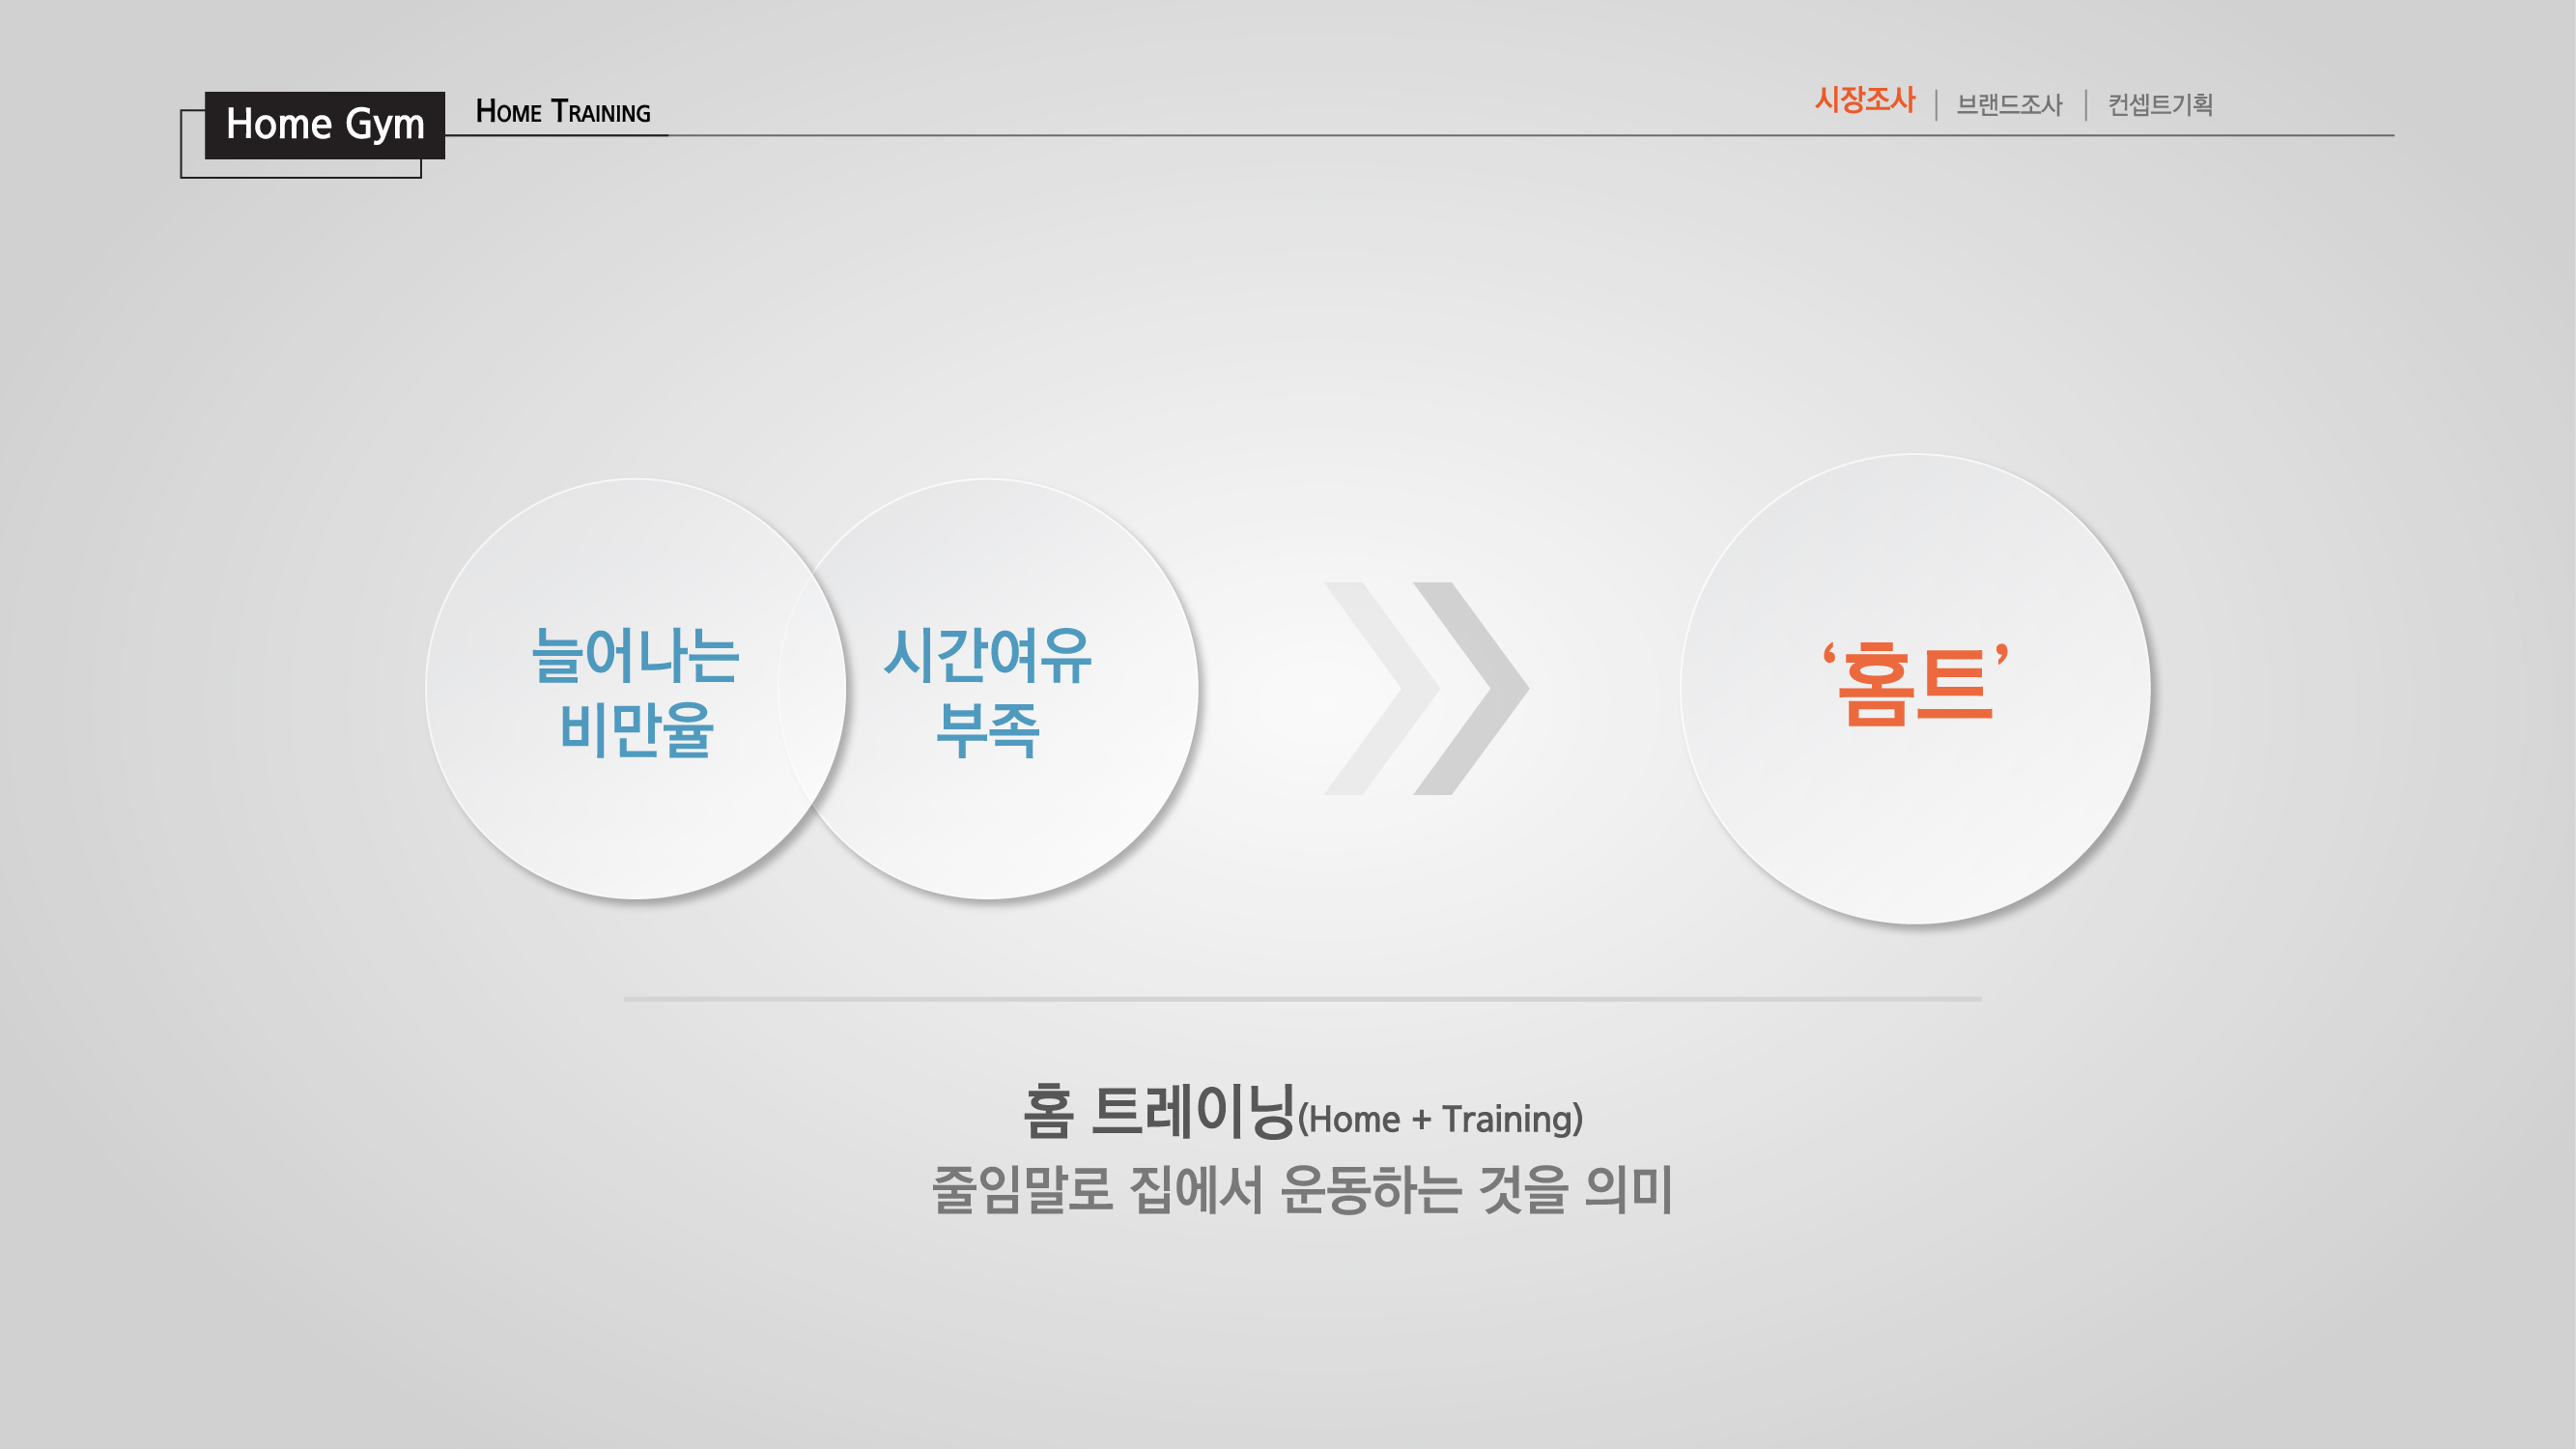 Home Gym
HOME TRAINING
시장조사 | 브랜드조사 | 컨셉트기획
늘어나는
비만율
시간여유
부족
‘홈트’
홈 트레이닝(Home + Training)
줄임말로 집에서 운동하는 것을 의미